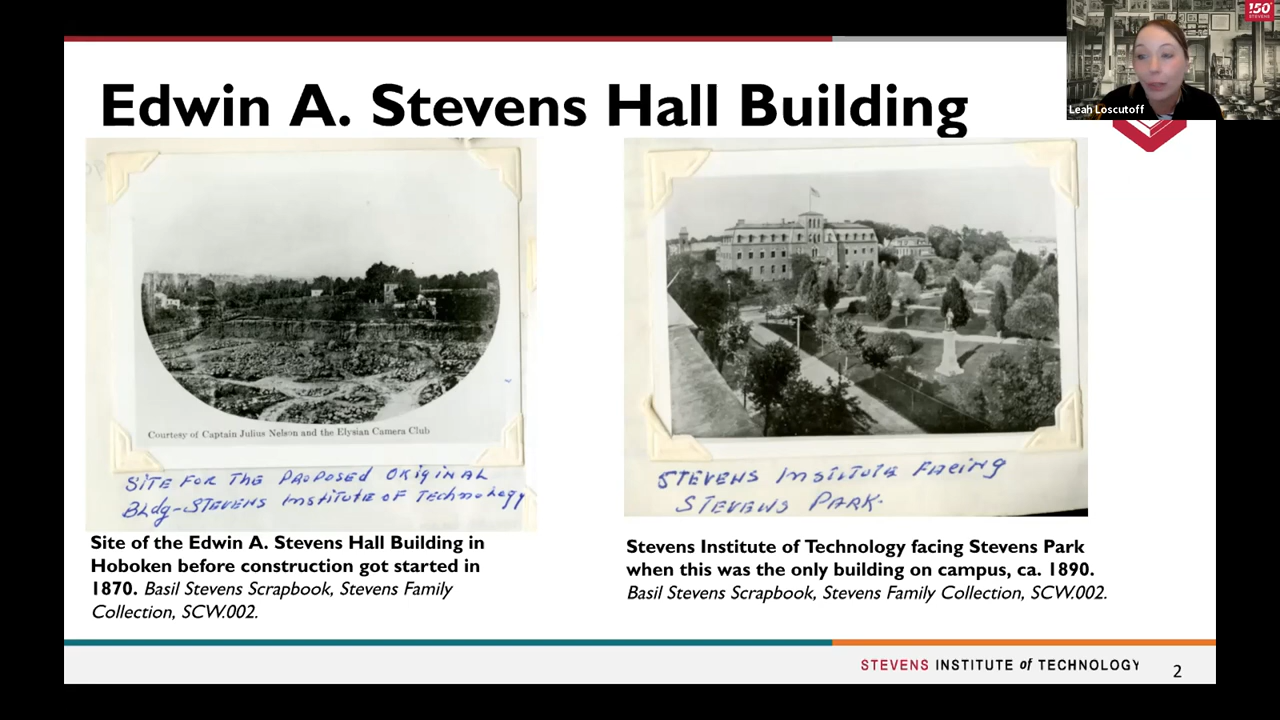 150
STEVENS
Leah Loscutoff
Edwin A. Stevens Hall Building
Courtesy of Captain Julius Nelson and the Elysian Camera Club
SITE FOR THE PROPOSED ORIGINAL
BLdg-STEVENS INSTITUTE OF TECHNOLOGY
Site of the Edwin A. Stevens Hall Building in
Hoboken before construction got started in
1870. Basil Stevens Scrapbook, Stevens Family
Collection, SCW.002.
STEVENS INSTITUTE FACING
STEVENS PARK.
Stevens Institute of Technology facing Stevens Park
when this was the only building on campus, ca. 1890.
Basil Stevens Scrapbook, Stevens Family Collection, SCW.002.
STEVENS INSTITUTE of TECHNOLOGY
2